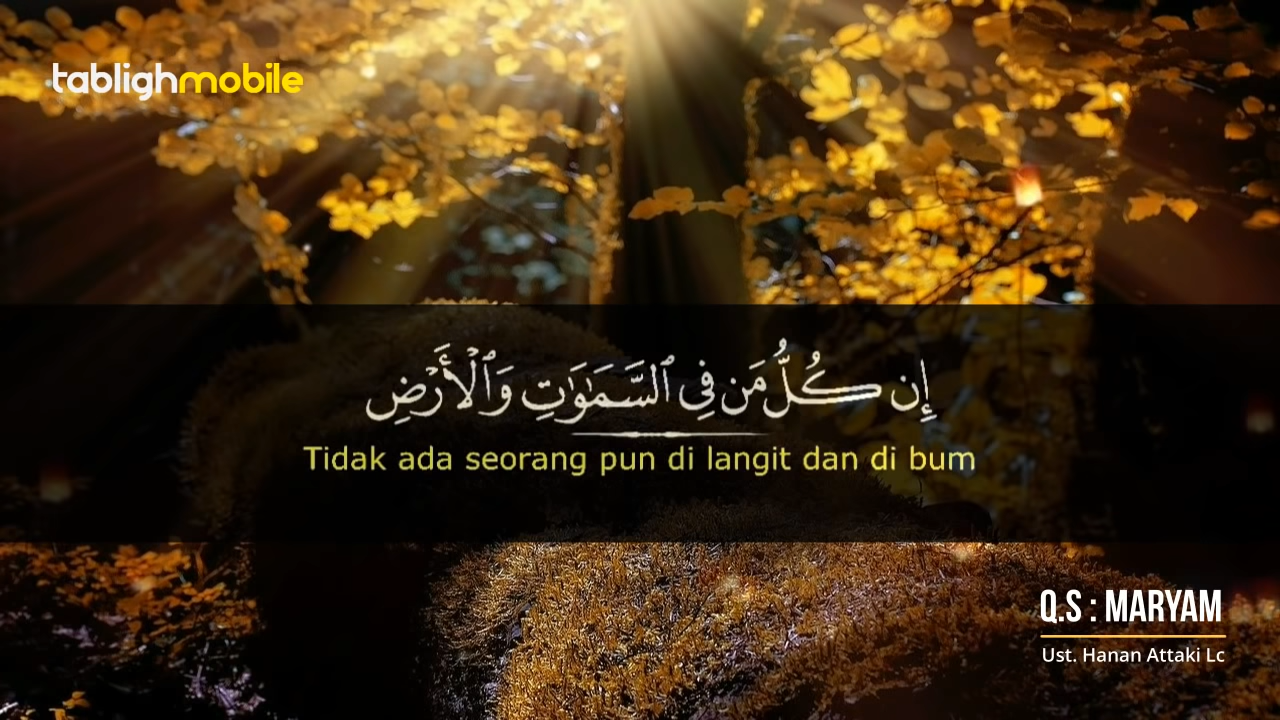 tablighmobile
إِن كُلُّ مَن فِي ٱلسَّمَٰوَٰتِ وَٱلْأَرْضِ
Tidak ada seorang pun di langit dan di bum
Q.S : MARYAM
Ust. Hanan Attaki Lc